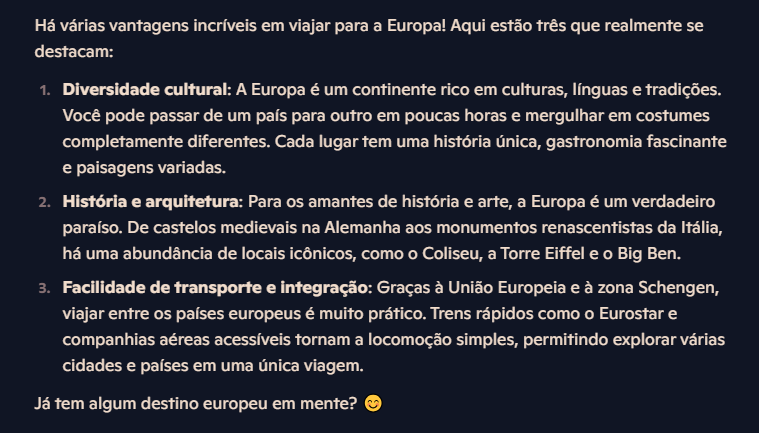 Há várias vantagens incríveis em viajar para a Europa! Aqui estão três que realmente se
destacam:
1. Diversidade cultural: A Europa é um continente rico em culturas, línguas e tradições.
Você pode passar de um país para outro em poucas horas e mergulhar em costumes
completamente diferentes. Cada lugar tem uma história única, gastronomia fascinante
e paisagens variadas.
2. História e arquitetura: Para os amantes de história e arte, a Europa é um verdadeiro
paraíso. De castelos medievais na Alemanha aos monumentos renascentistas da Itália,
há uma abundância de locais icônicos, como o Coliseu, a Torre Eiffel e o Big Ben.
3. Facilidade de transporte e integração: Graças à União Europeia e à zona Schengen,
viajar entre os países europeus é muito prático. Trens rápidos como o Eurostar e
companhias aéreas acessíveis tornam a locomoção simples, permitindo explorar várias
cidades e países em uma única viagem.
Já tem algum destino europeu em mente? 😊